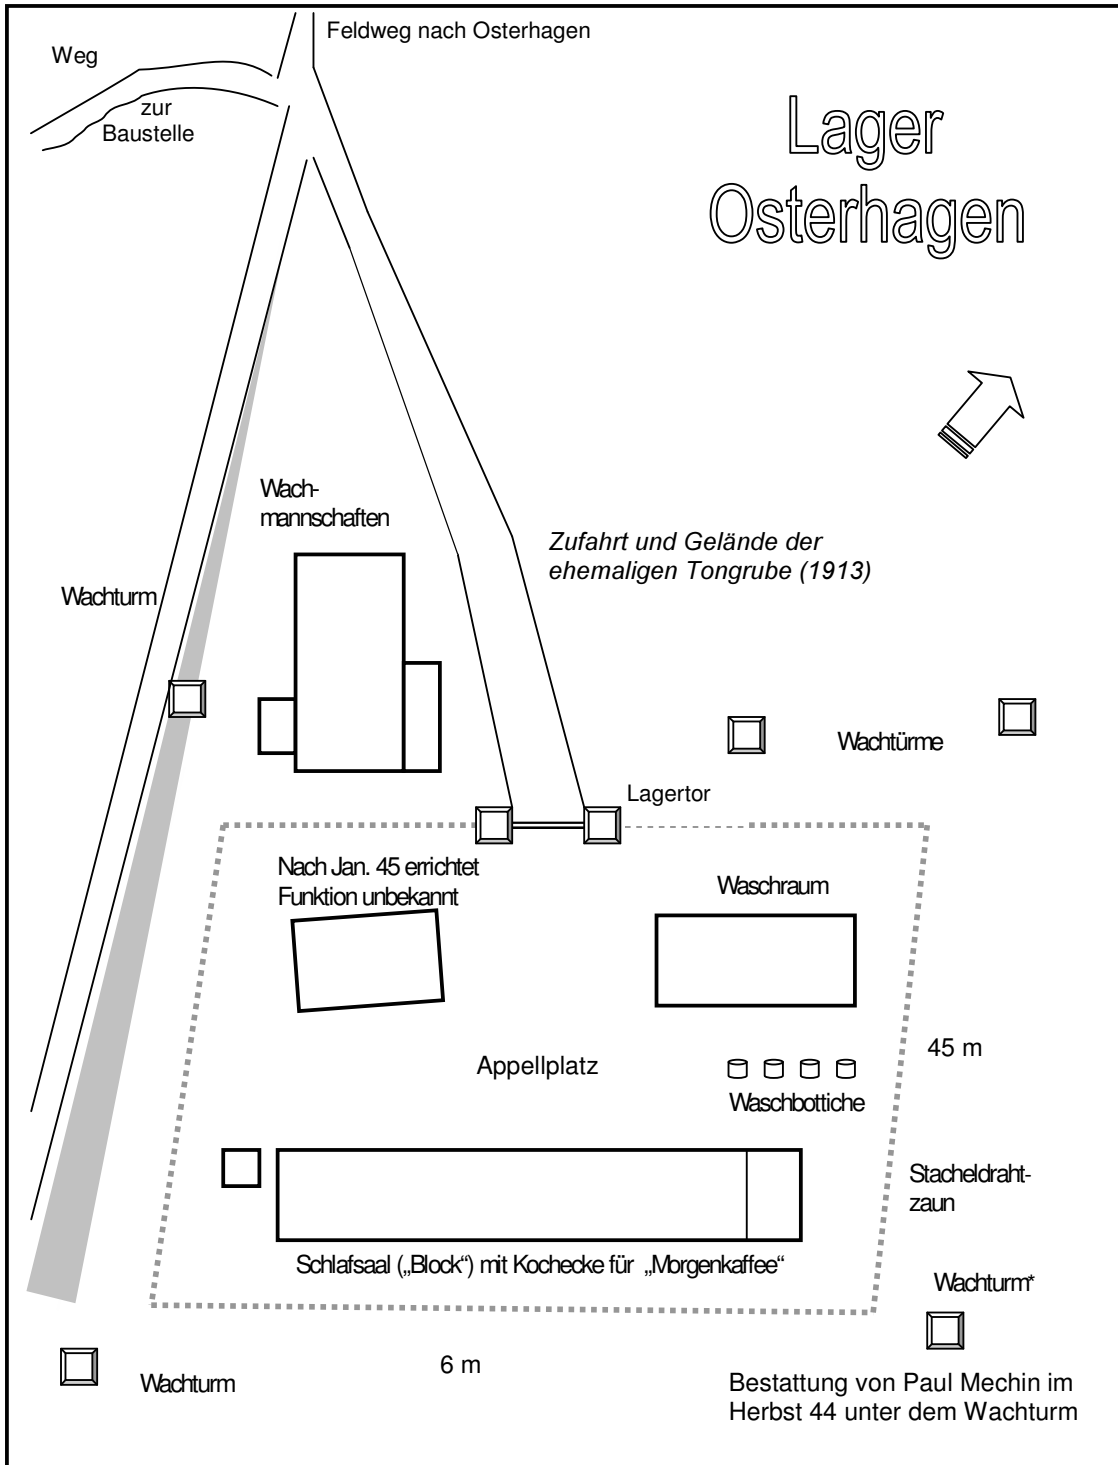 Feldweg nach Osterhagen
Weg
zur
Baustelle
Lager
Osterhagen
Wach-
mannschaften
Zufahrt und Gelände der
ehemaligen Tongrube (1913)
Wachturm
Wachtürme
Lagertor
Nach Jan. 45 errichtet
Funktion unbekannt
Waschraum
45 m
Appellplatz
Waschbottiche
Stacheldraht-
zaun
Schlafsaal („Block“) mit Kochecke für „Morgenkaffee“
Wachturm*
6 m
Wachturm
Bestattung von Paul Mechin im
Herbst 44 unter dem Wachturm